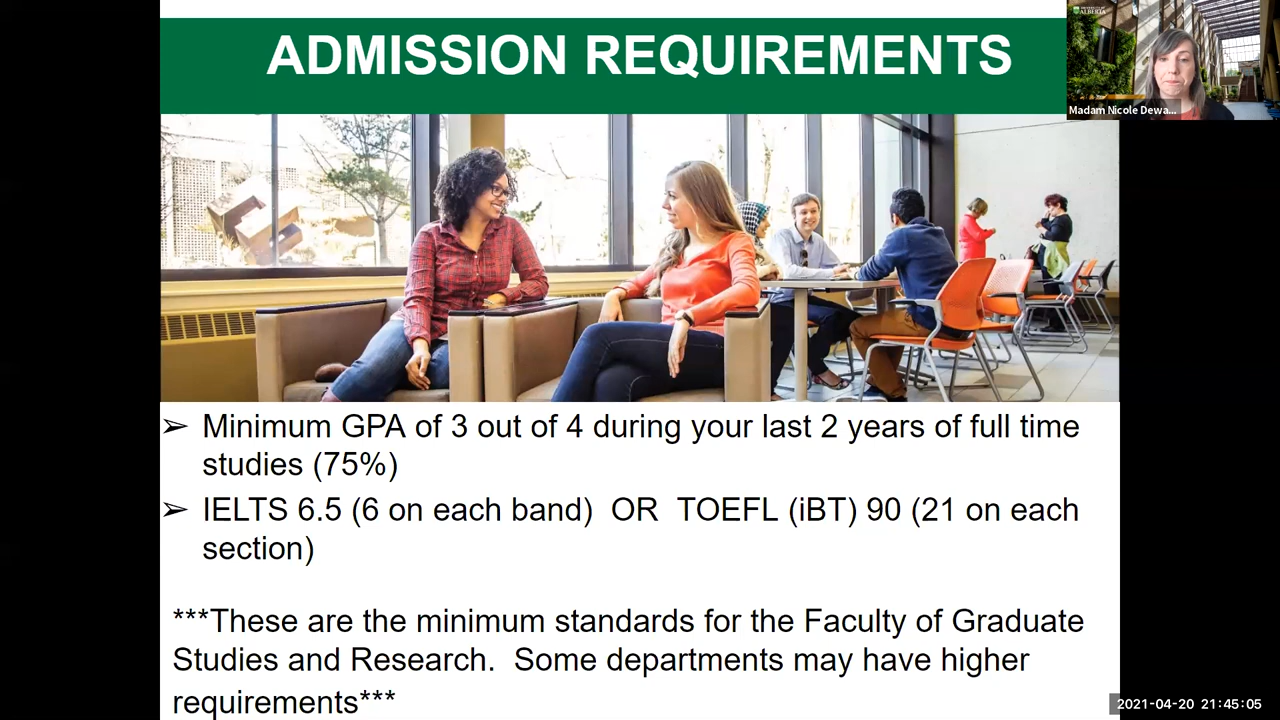 ADMISSION REQUIREMENTS
ALBERTA
Madam Nicole Dewa...
➢ Minimum GPA of 3 out of 4 during your last 2 years of full time
studies (75%)
➢ IELTS 6.5 (6 on each band) OR TOEFL (iBT) 90 (21 on each
section)
***These are the minimum standards for the Faculty of Graduate
Studies and Research. Some departments may have higher
requirements***
2021-04-20 21:45:05